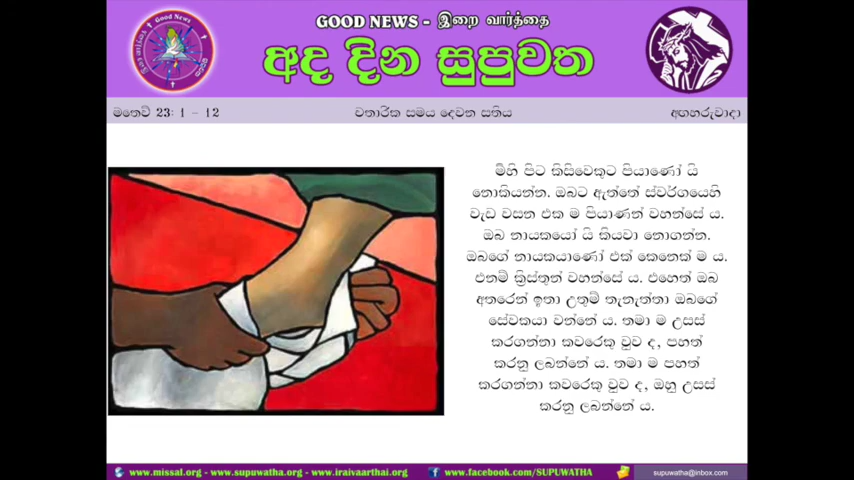 GOOD NEWS - இறை வார்த்தை
අද දින සුපුවත
මතෙව් 23: 1 - 12
චතාරික සමය දෙවන සතිය
අඟහරුවාදා
මිහි පිට කිසිවෙකුට පියාණෝ යි
නොකියන්න. ඔබට ඇත්තේ ස්වර්ගයෙහි
වැඩ වසන එක ම පියාණන් වහන්සේ ය.
ඔබ නායකයෝ යි කියවා නොගන්න.
ඔබගේ නායකයාණෝ එක් කෙනෙක් ම ය.
එනම් ක්‍රිස්තුන් වහන්සේ ය. එහෙත් ඔබ
අතරෙන් ඉතා උතුම් තැනැත්තා ඔබගේ
සේවකයා වන්නේ ය. තමා ම උසස්
කරගන්නා කවරෙකු වුව ද, පහත්
කරනු ලබන්නේ ය. තමා ම පහත්
කරගන්නා කවරෙකු වුව ද, ඔහු උසස්
කරනු ලබන්නේ ය.
www.missal.org - www.supuwatha.org - www.iraivaarthai.org
www.facebook.com/SUPUWATHA
supuwatha@inbox.com